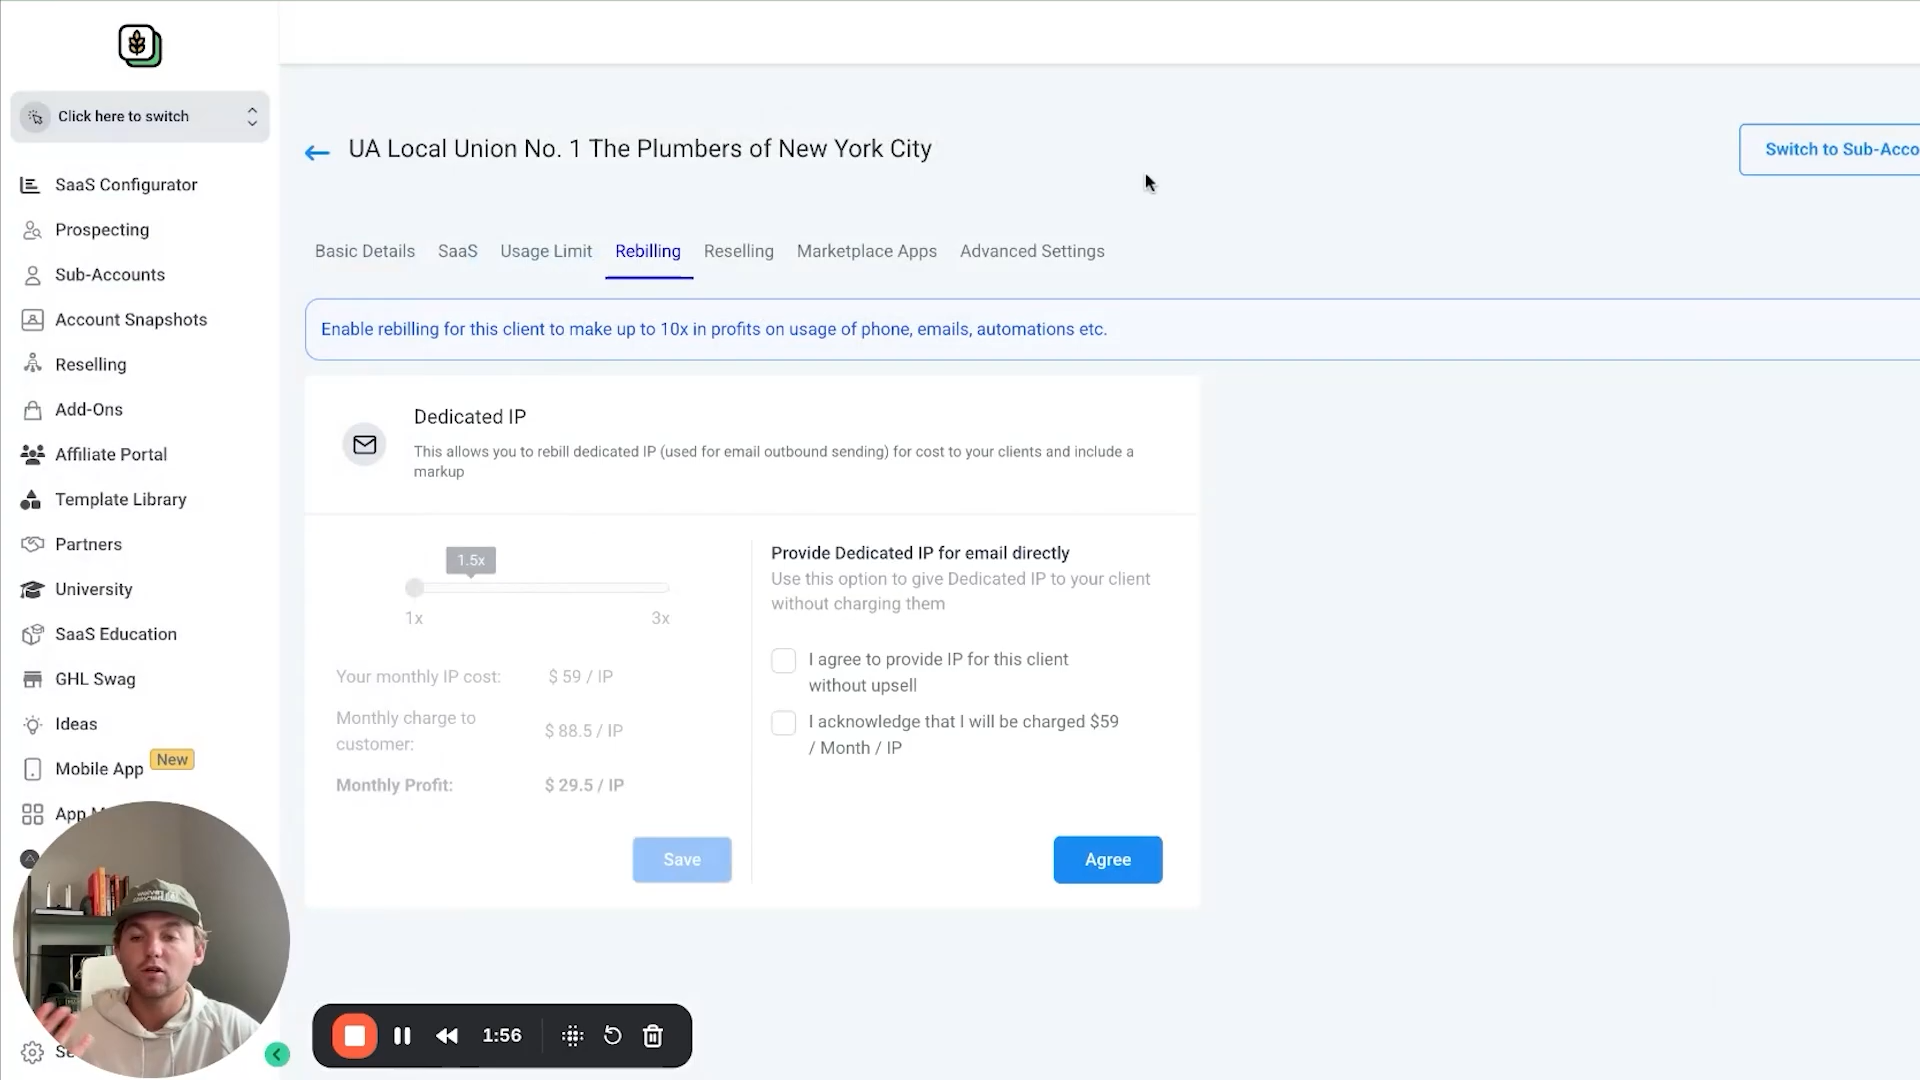 Click here to switch
SaaS Configurator
Prospecting
Sub-Accounts
Account Snapshots
Reselling
Add-Ons
Affiliate Portal
Template Library
Partners
University
SaaS Education
GHL Swag
Ideas
Mobile App New
App
UA Local Union No. 1 The Plumbers of New York City
Switch to Sub-Acco
Basic Details SaaS Usage Limit Rebilling Reselling Marketplace Apps Advanced Settings
Enable rebilling for this client to make up to 10x in profits on usage of phone, emails, automations etc.
Dedicated IP
This allows you to rebill dedicated IP (used for email outbound sending) for cost to your clients and include a
markup
1.5x
1x 3x
Your monthly IP cost: $ 59 / IP
Monthly charge to
customer: $ 88.5 / IP
Monthly Profit: $ 29.5 / IP
Save
Provide Dedicated IP for email directly
Use this option to give Dedicated IP to your client
without charging them
I agree to provide IP for this client
without upsell
I acknowledge that I will be charged $59
/ Month / IP
Agree
1:56